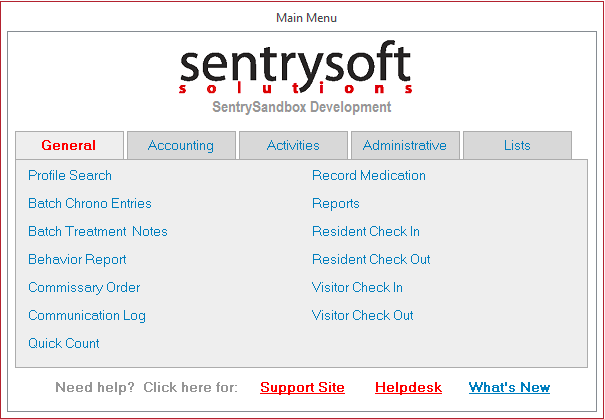 Main Menu
sentrysoft
solutions
SentrySandbox Development
General Accounting Activities Administrative Lists
Profile Search Record Medication
Batch Chrono Entries Reports
Batch Treatment Notes Resident Check In
Behavior Report Resident Check Out
Commissary Order Visitor Check In
Communication Log Visitor Check Out
Quick Count
Need help? Click here for: Support Site Helpdesk What's New